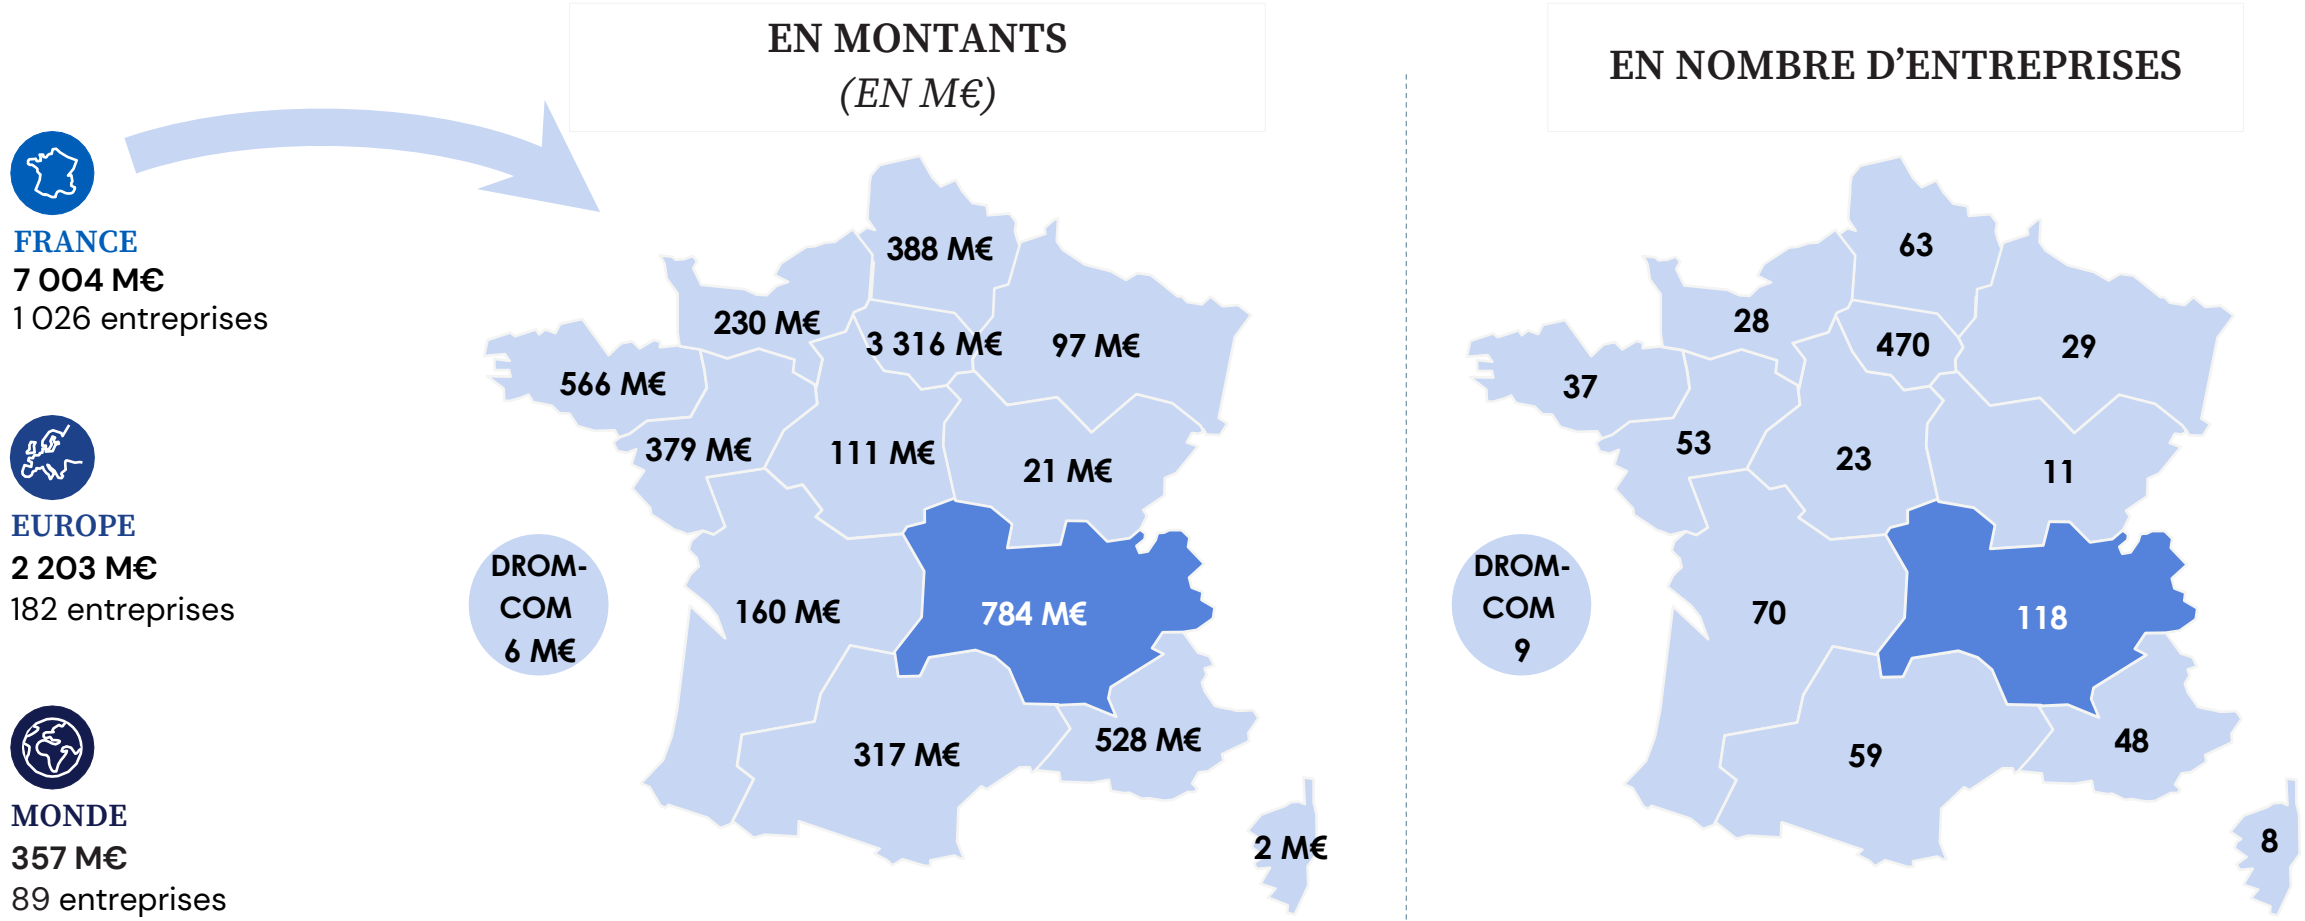 EN MONTANTS
(EN M€)
EN NOMBRE D’ENTREPRISES
FRANCE
7 004 M€
1 026 entreprises
EUROPE
2 203 M€
182 entreprises
MONDE
357 M€
89 entreprises
388 M€
230 M€
3 316 M€
97 M€
566 M€
379 M€
111 M€
21 M€
DROM-
COM
6 M€
160 M€
784 M€
317 M€
528 M€
2 M€
63
28
470
29
37
53
23
11
DROM-
COM
9
70
118
59
48
8